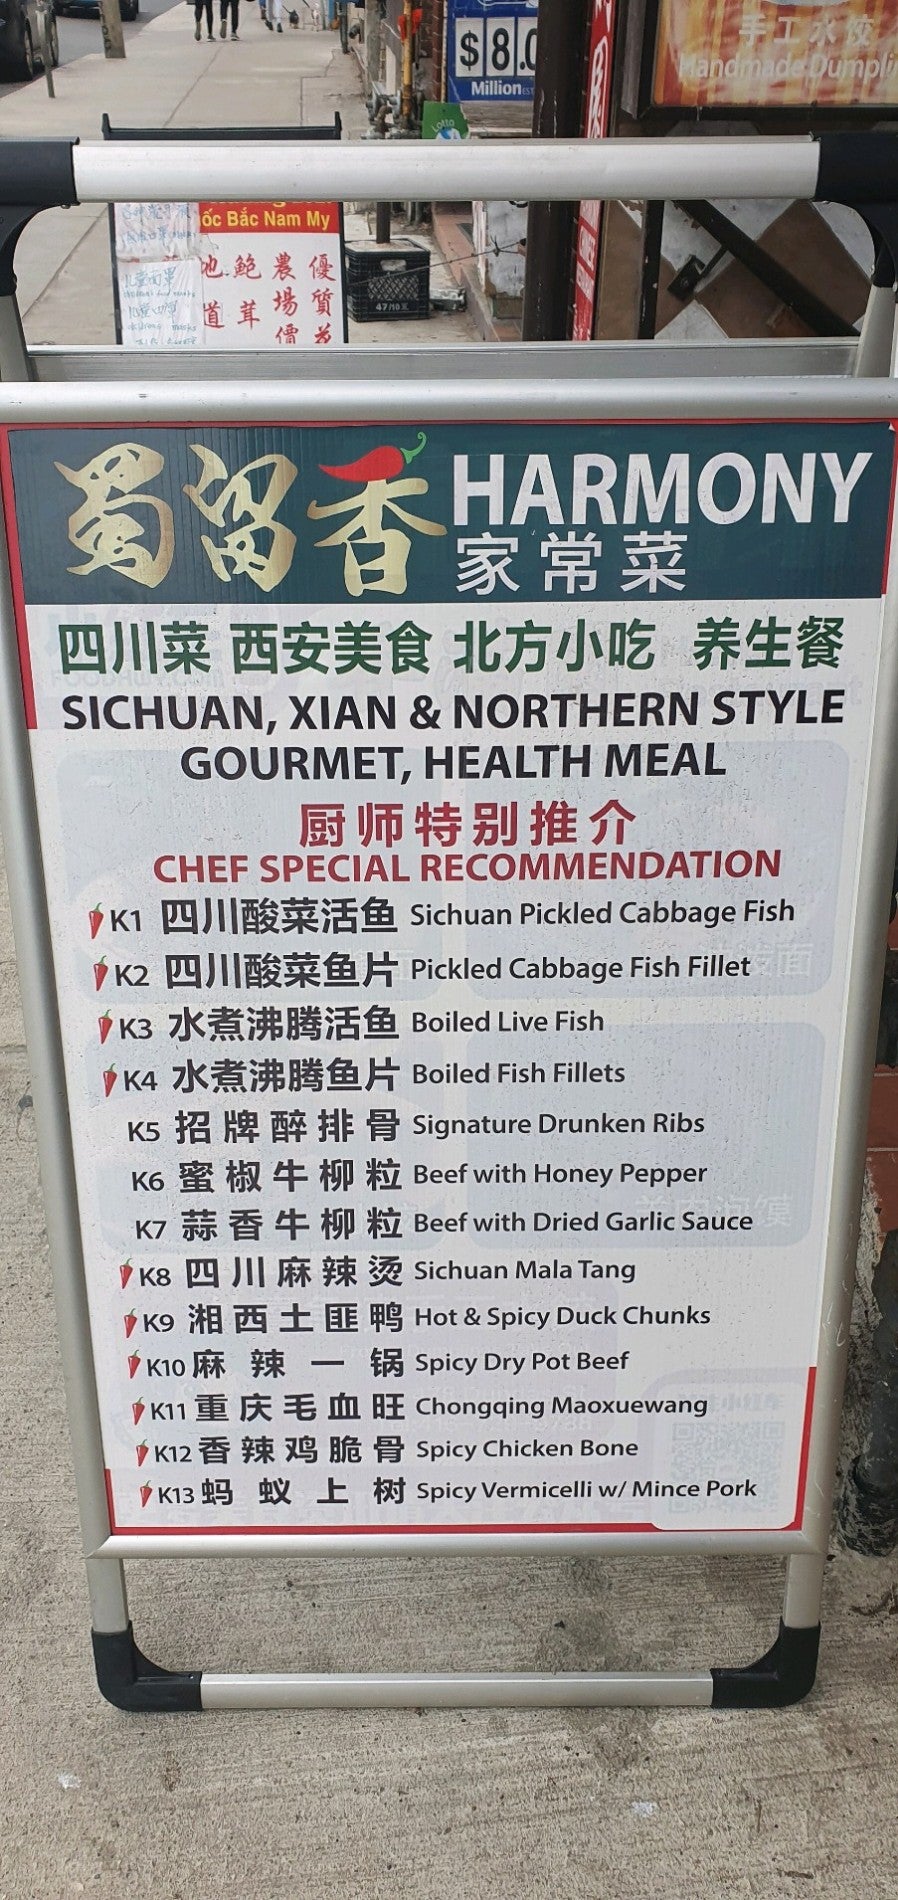 手工水饺
Handmade Dumpli
$8.0
Million
Lotto
ốc Bắc Nam My
鮑 農 優
道 茸 場 質
價
47/10
蜀留香 HARMONY
家常菜
四川菜 西安美食 北方小吃 养生餐
SICHUAN, XIAN & NORTHERN STYLE
GOURMET, HEALTH MEAL
厨师特别推介
CHEF SPECIAL RECOMMENDATION
K1 四川酸菜活鱼 Sichuan Pickled Cabbage Fish
K2 四川酸菜鱼片 Pickled Cabbage Fish Fillet
K3 水煮沸腾活鱼 Boiled Live Fish
K4 水煮沸腾鱼片 Boiled Fish Fillets
K5 招牌醉排骨 Signature Drunken Ribs
K6 蜜椒牛柳粒 Beef with Honey Pepper
K7 蒜香牛柳粒 Beef with Dried Garlic Sauce
K8 四川麻辣烫 Sichuan Mala Tang
K9 湘西土匪鸭 Hot & Spicy Duck Chunks
K10 麻辣一锅 Spicy Dry Pot Beef
K11 重庆毛血旺 Chongqing Maoxuewang
K12 香辣鸡脆骨 Spicy Chicken Bone
K13 蚂蚁上树 Spicy Vermicelli w/ Mince Pork